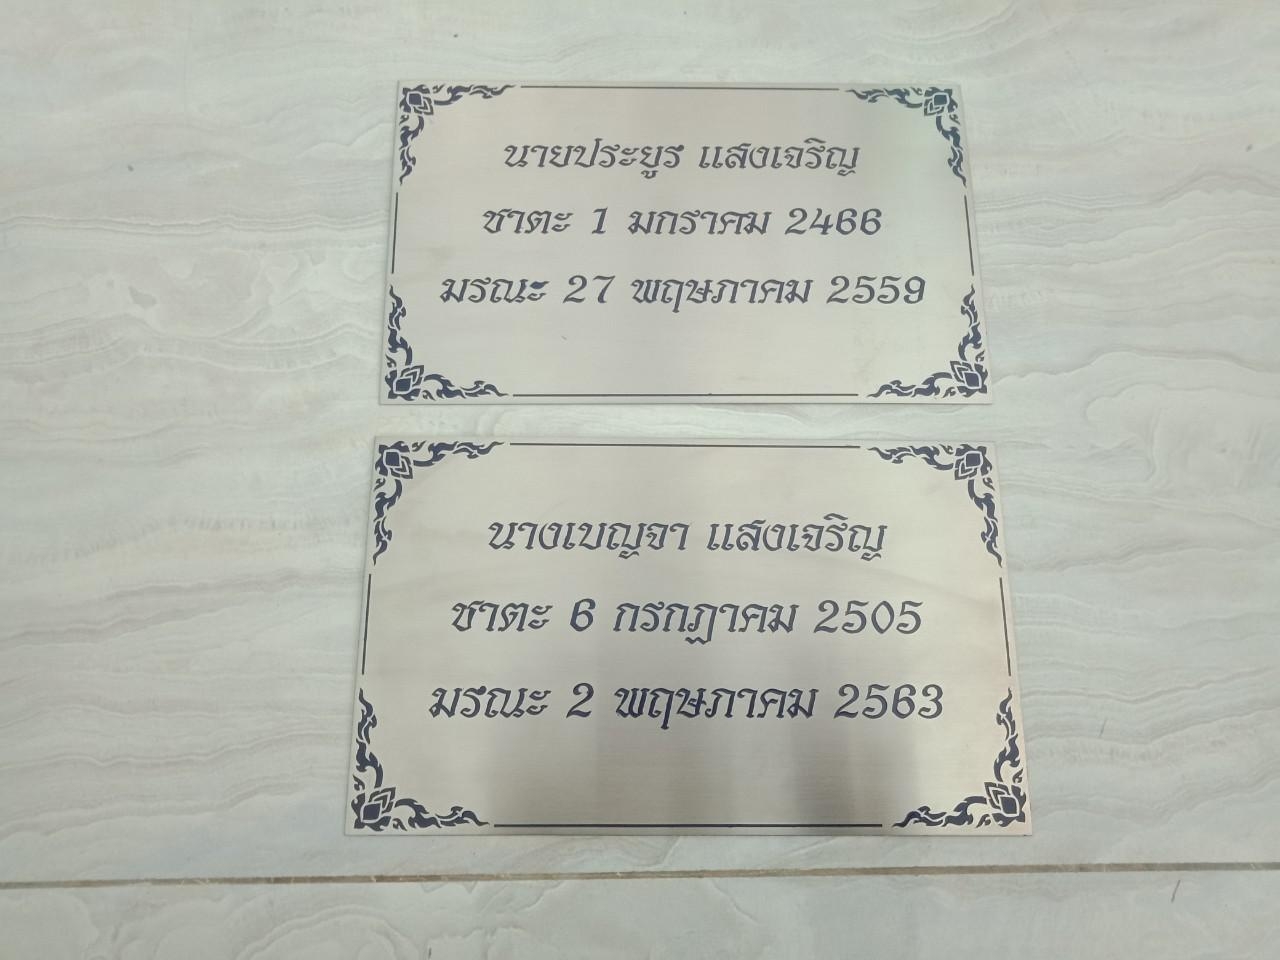 นายประยูร แสงเจริญ
ชาตะ 1 มกราคม 2466
มรณะ 27 พฤษภาคม 2559
นางเบญจา แสงเจริญ
ชาตะ 6 กรกฎาคม 2505
มรณะ 2 พฤษภาคม 2563